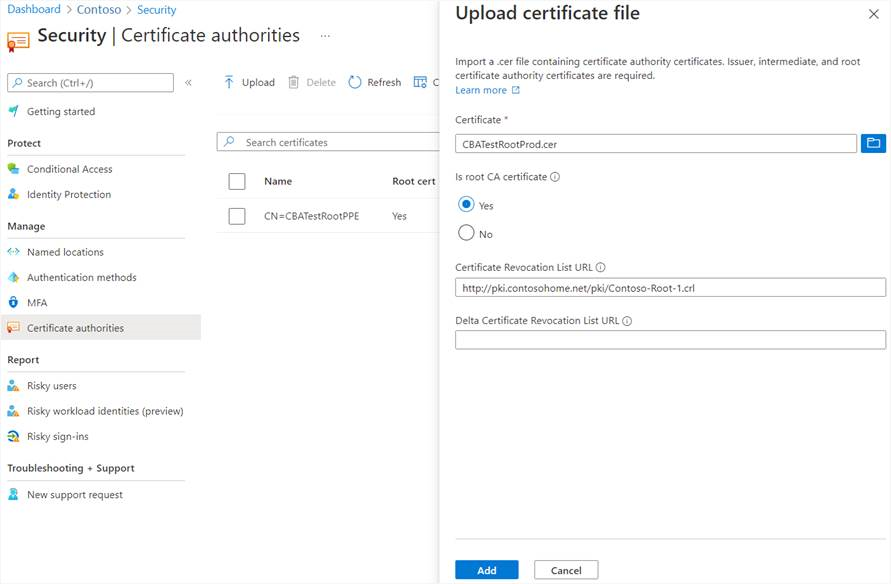 Dashboard > Contoso > Security
Security | Certificate authorities ...
Search (Ctrl+/) «
Getting started
Protect
Conditional Access
Identity Protection
Manage
Named locations
Authentication methods
MFA
Certificate authorities
Report
Risky users
Risky workload identities (preview)
Risky sign-ins
Troubleshooting + Support
New support request
Upload Delete Refresh C
Search certificates
Name Root cert
CN=CBATestRootPPE Yes
Upload certificate file
Import a .cer file containing certificate authority certificates. Issuer, intermediate, and root
certificate authority certificates are required.
Learn more
Certificate *
CBATestRootProd.cer
Is root CA certificate
Yes
No
Certificate Revocation List URL
http://pki.contosohome.net/pki/Contoso-Root-1.crl
Delta Certificate Revocation List URL
Add Cancel